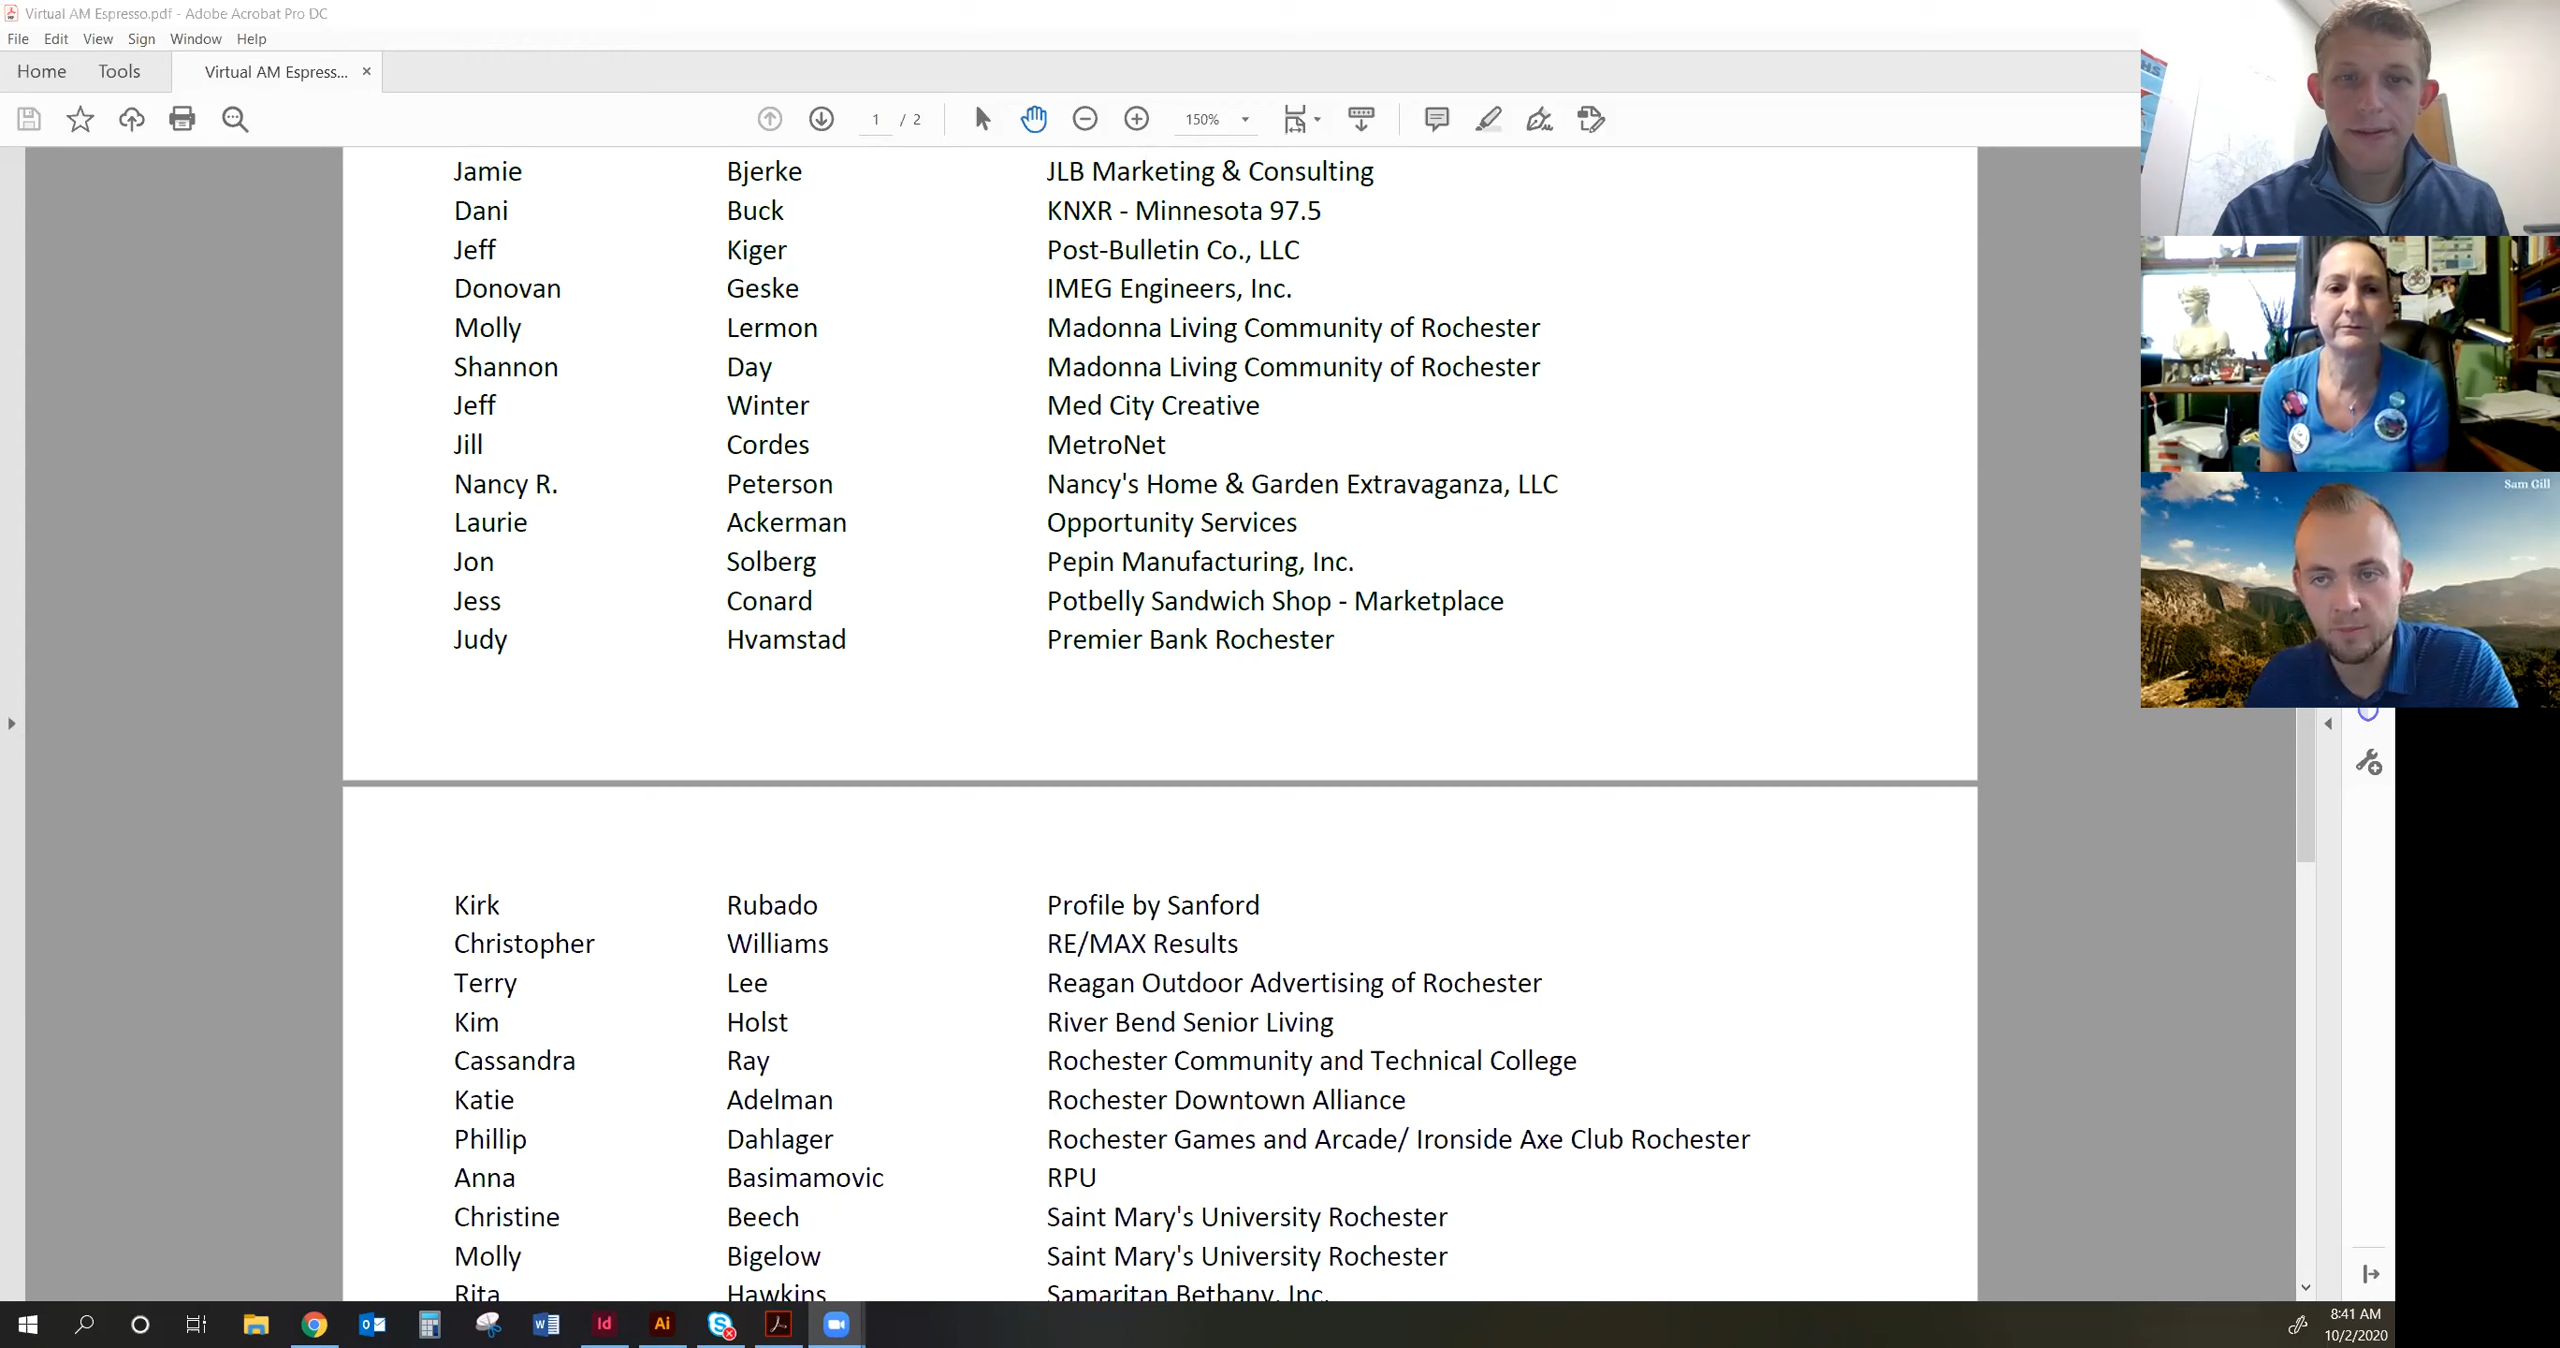 Virtual AM Espresso.pdf - Adobe Acrobat Pro DC
File Edit View Sign Window Help
Home Tools Virtual AM Espress... ×
1 / 2 150%
Jamie Bjerke JLB Marketing & Consulting
Dani Buck KNXR - Minnesota 97.5
Jeff Kiger Post-Bulletin Co., LLC
Donovan Geske IMEG Engineers, Inc.
Molly Lermon Madonna Living Community of Rochester
Shannon Day Madonna Living Community of Rochester
Jeff Winter Med City Creative
Jill Cordes MetroNet
Nancy R. Peterson Nancy's Home & Garden Extravaganza, LLC
Laurie Ackerman Opportunity Services
Jon Solberg Pepin Manufacturing, Inc.
Jess Conard Potbelly Sandwich Shop - Marketplace
Judy Hvamstad Premier Bank Rochester
Kirk Rubado Profile by Sanford
Christopher Williams RE/MAX Results
Terry Lee Reagan Outdoor Advertising of Rochester
Kim Holst River Bend Senior Living
Cassandra Ray Rochester Community and Technical College
Katie Adelman Rochester Downtown Alliance
Phillip Dahlager Rochester Games and Arcade/ Ironside Axe Club Rochester
Anna Basimamovic RPU
Christine Beech Saint Mary's University Rochester
Molly Bigelow Saint Mary's University Rochester
Rita Hawkins Samaritan Bethany, Inc.
Sam Gill
Id Ai
8:41 AM
10/2/2020